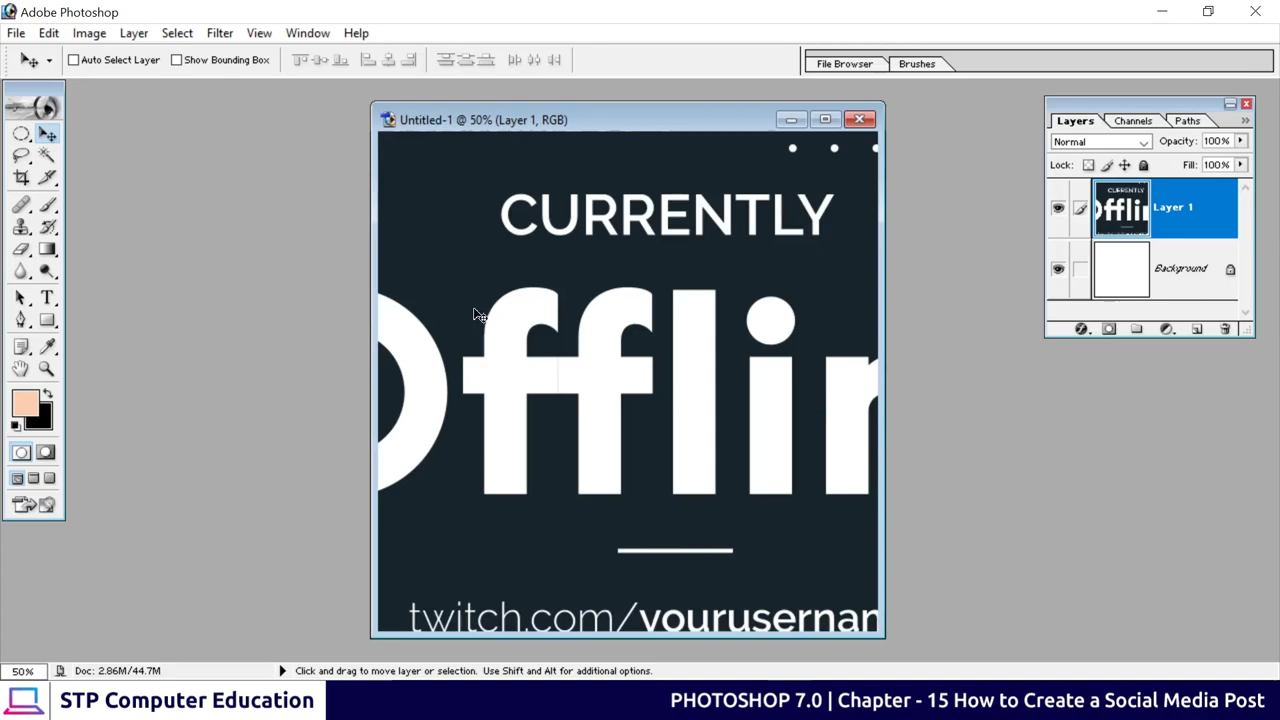 Adobe Photoshop
File Edit Image Layer Select Filter View Window Help
Auto Select Layer Show Bounding Box
File Browser Brushes
Untitled-1 @ 50% (Layer 1, RGB)
CURRENTLY
Offlin
twitch.com/yourusernam
Layers Channels Paths
Normal Opacity: 100%
Lock: Fill: 100%
Layer 1
Background
T
50% Doc: 2.86M/44.7M Click and drag to move layer or selection. Use Shift and Alt for additional options.
STP Computer Education PHOTOSHOP 7.0 | Chapter - 15 How to Create a Social Media Post